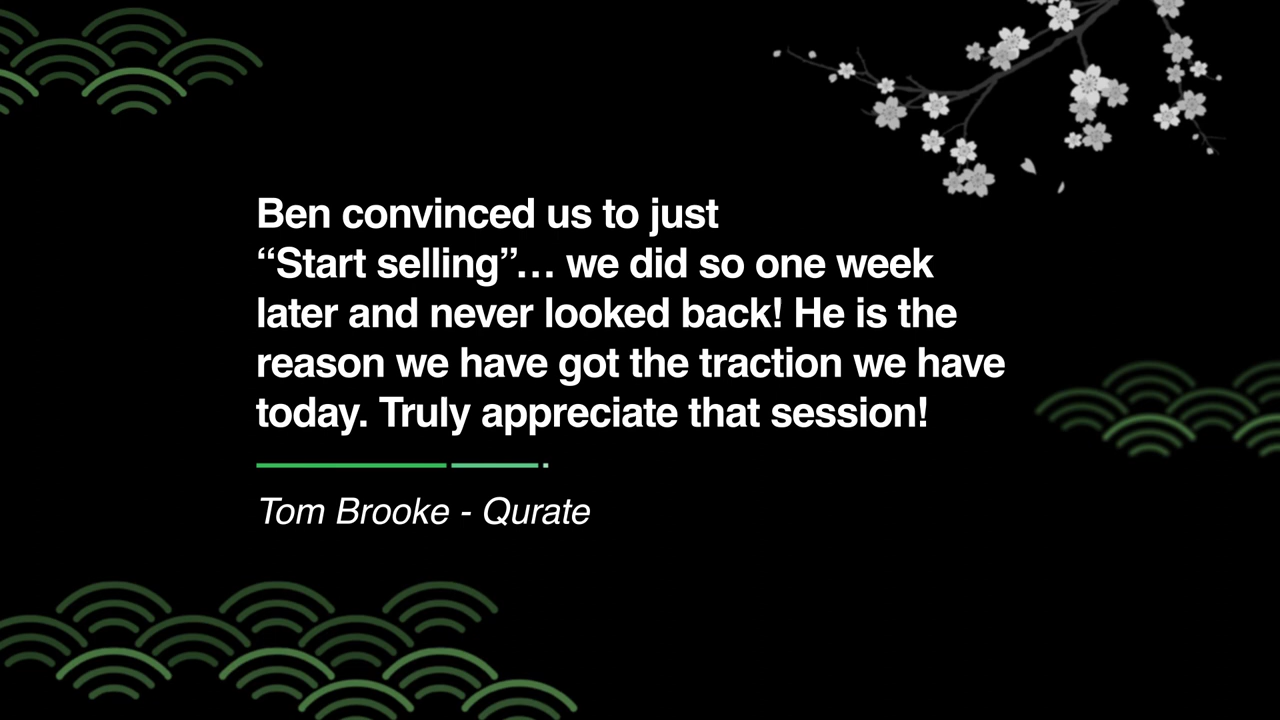 Ben convinced us to just
“Start selling”… we did so one week
later and never looked back! He is the
reason we have got the traction we have
today. Truly appreciate that session!
Tom Brooke - Qurate